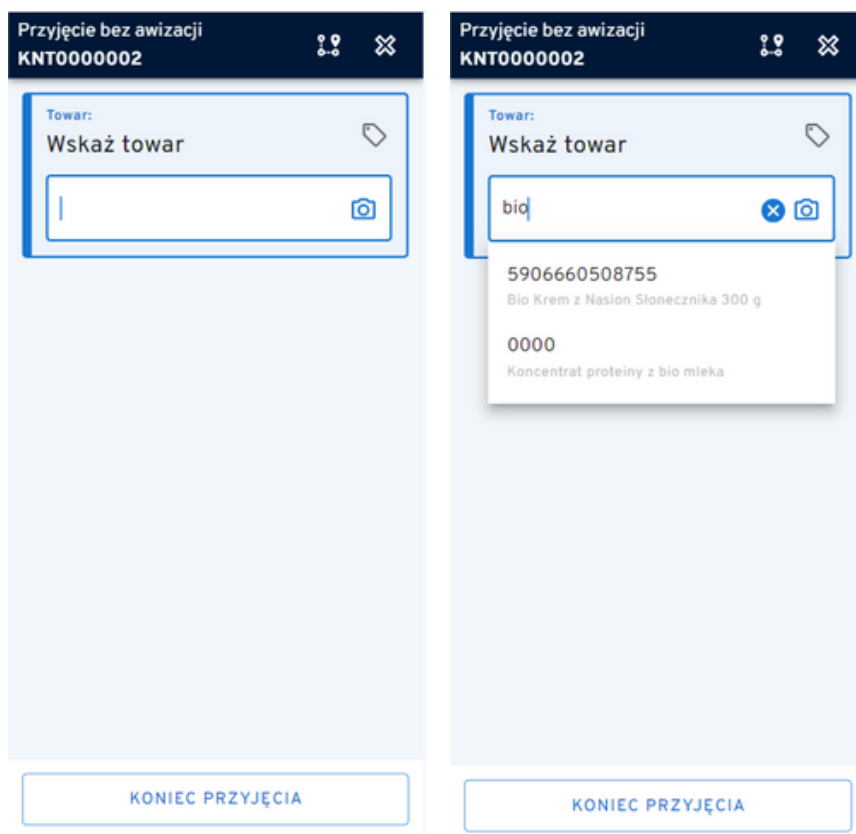 Przyjęcie bez awizacji
KNT0000002
Towar:
Wskaż towar
KONIEC PRZYJĘCIA
Przyjęcie bez awizacji
KNT0000002
Towar:
Wskaż towar
bio
5906660508755
Bio Krem z Nasion Słonecznika 300 g
0000
Koncentrat proteiny z bio mleka
KONIEC PRZYJĘCIA